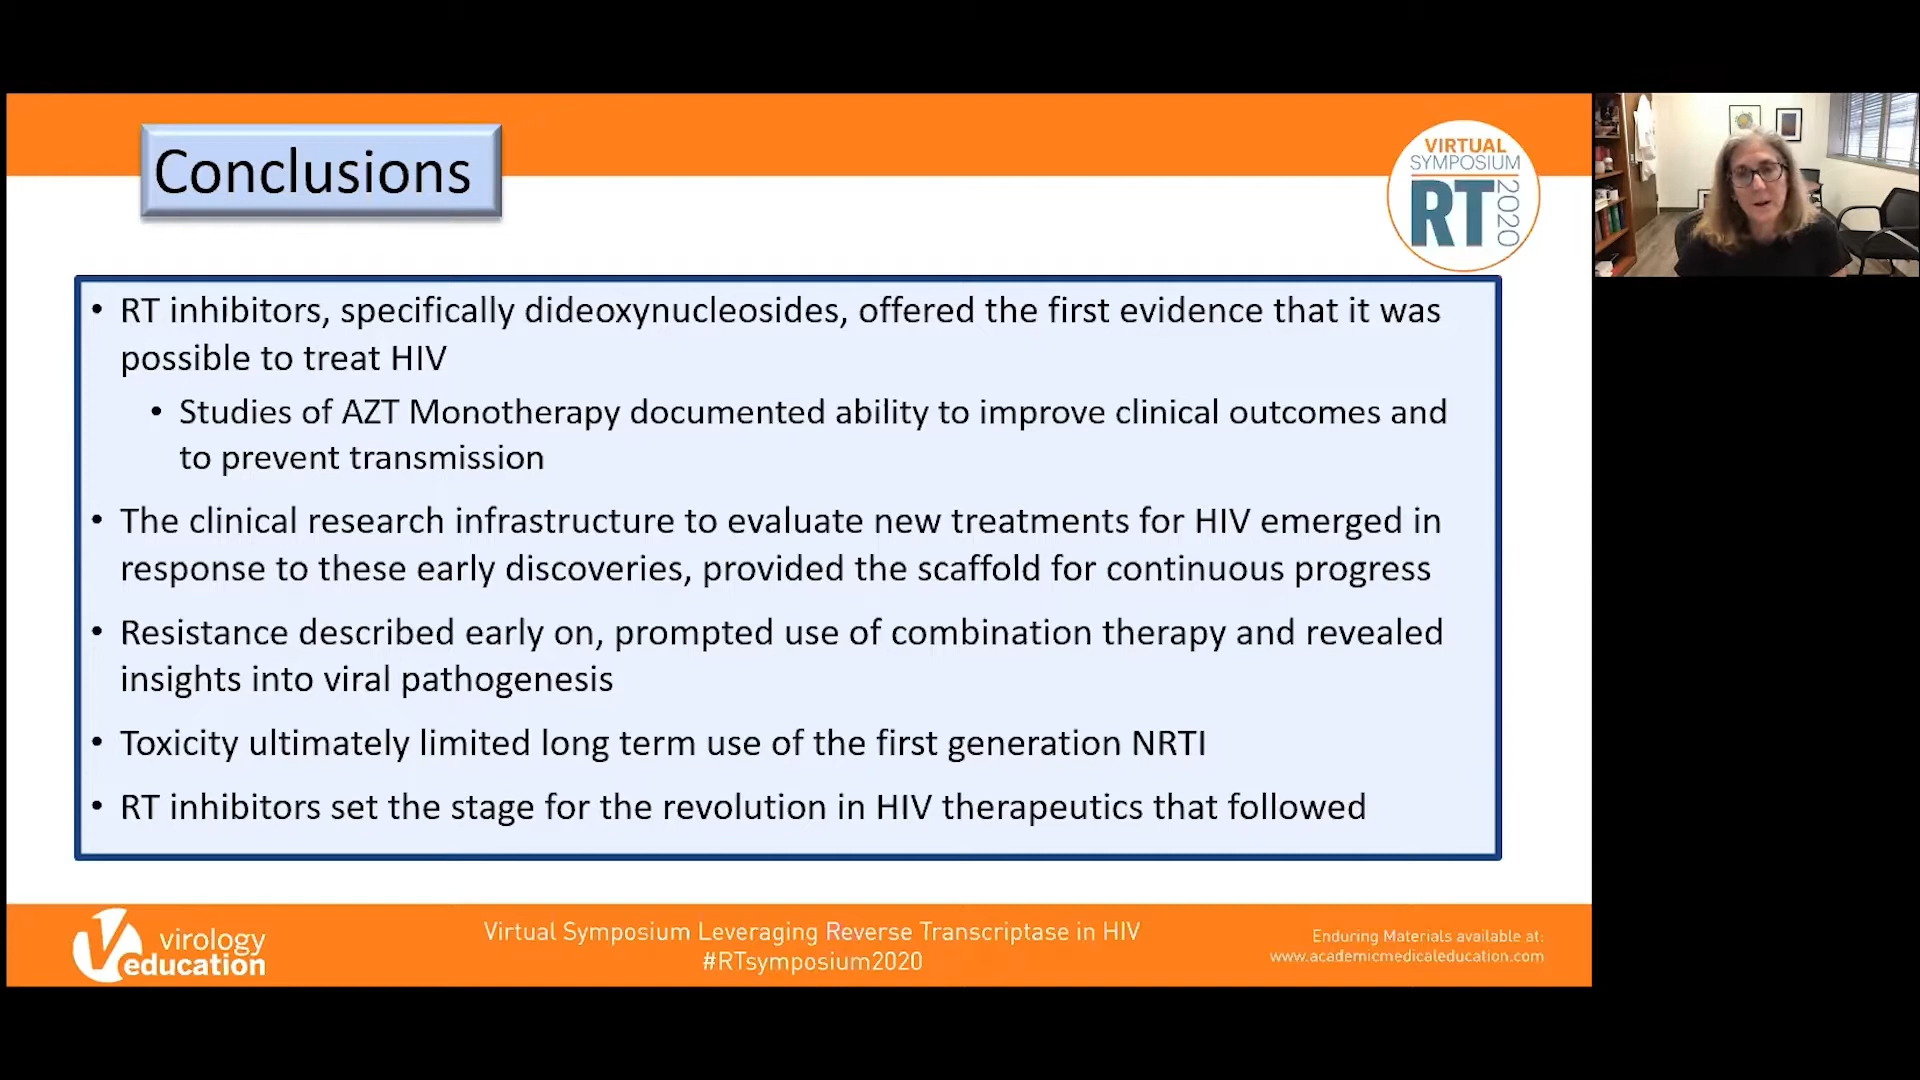 Conclusions
VIRTUAL
SYMPOSIUM
RT 2020
• RT inhibitors, specifically dideoxynucleosides, offered the first evidence that it was
possible to treat HIV
• Studies of AZT Monotherapy documented ability to improve clinical outcomes and
to prevent transmission
• The clinical research infrastructure to evaluate new treatments for HIV emerged in
response to these early discoveries, provided the scaffold for continuous progress
• Resistance described early on, prompted use of combination therapy and revealed
insights into viral pathogenesis
• Toxicity ultimately limited long term use of the first generation NRTI
• RT inhibitors set the stage for the revolution in HIV therapeutics that followed
virology
education
Virtual Symposium Leveraging Reverse Transcriptase in HIV
#RTsymposium2020
Enduring Materials available at:
www.academicmedicaleducation.com